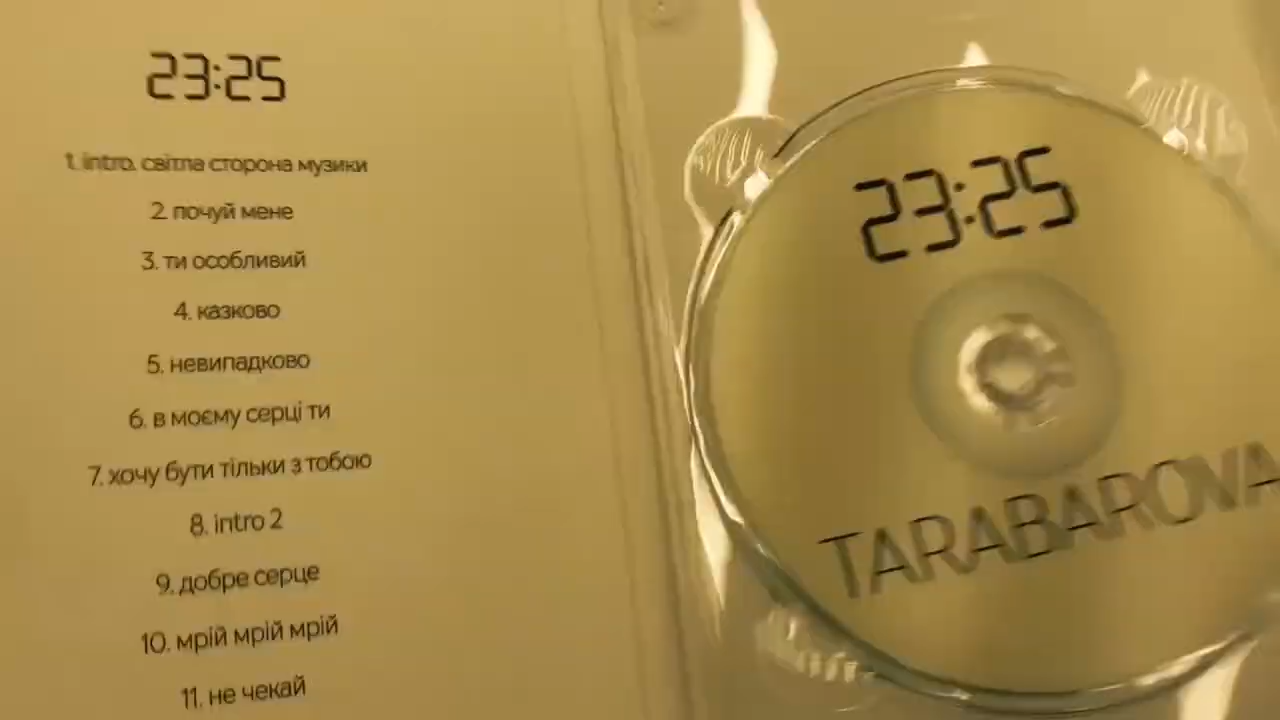 23:25
1. intro. світла сторона музики
2. почуй мене
3. ти особливий
4. казково
5. невипадково
6. в моєму серці ти
7. хочу бути тільки з тобою
8. intro 2
9. добре серце
10. мрій мрій мрій
11. не чекай
23:25
TARABAROVA